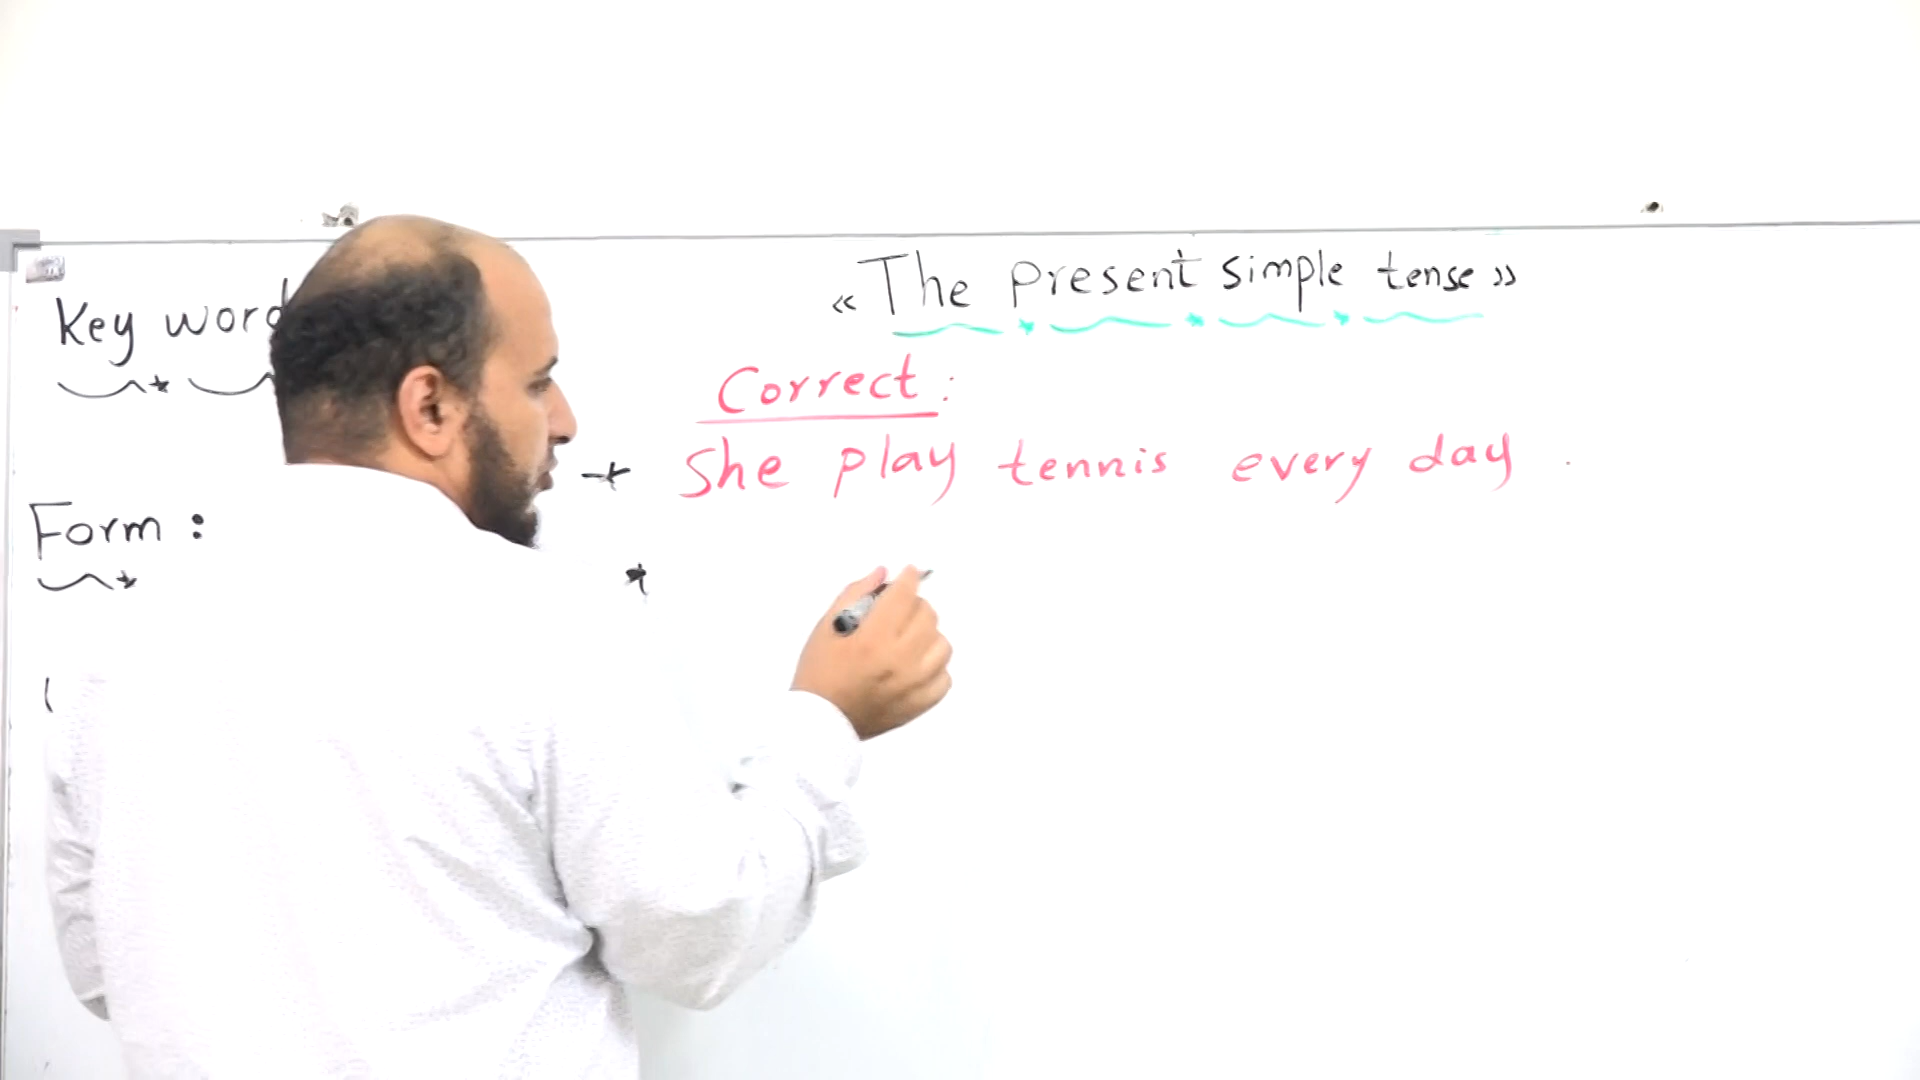 « The present simple tense »
Key word
Correct :
She play tennis every day .
Form :